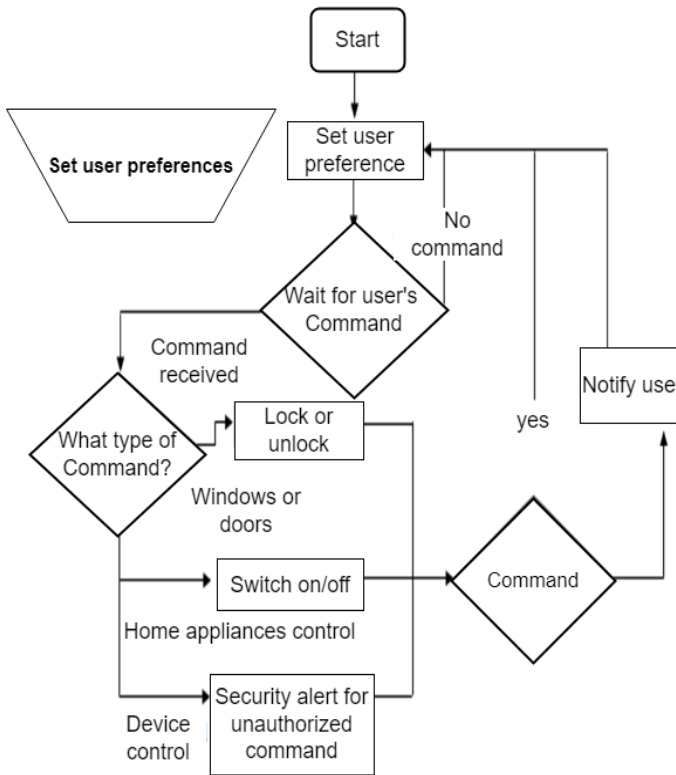 Start
Set user preferences
Set user
preference
No
command
Wait for user's
Command
Command
received
Notify use
yes
Lock or
unlock
What type of
Command?
Windows or
doors
Switch on/off
Command
Home appliances control
Security alert for
unauthorized
command
Device
control